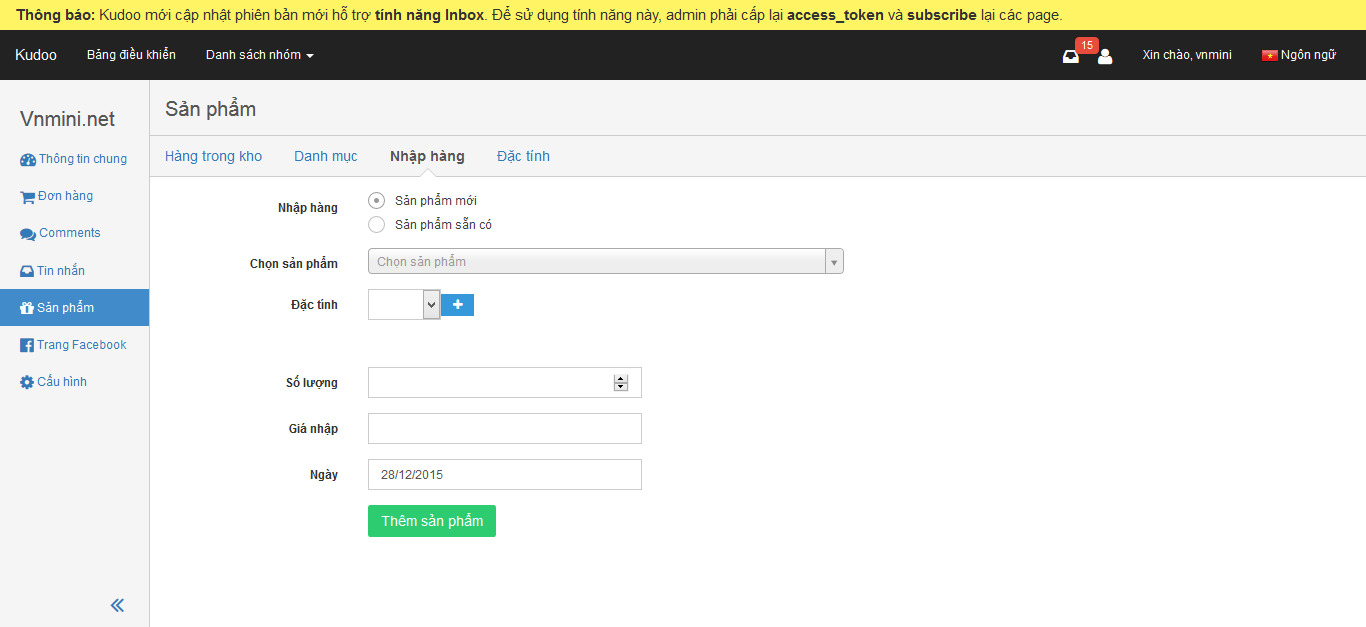 Thông báo: Kudoo mới cập nhật phiên bản mới hỗ trợ tính năng Inbox. Để sử dụng tính năng này, admin phải cấp lại access_token và subscribe lại các page.
Kudoo Bảng điều khiển Danh sách nhóm 15 Xin chào, vnmini Ngôn ngữ
Vnmini.net
Thông tin chung
Đơn hàng
Comments
Tin nhắn
Sản phẩm
Trang Facebook
Cấu hình
Sản phẩm
Hàng trong kho Danh mục Nhập hàng Đặc tính
Nhập hàng
Sản phẩm mới
Sản phẩm sẵn có
Chọn sản phẩm Chọn sản phẩm
Đặc tính
Số lượng
Giá nhập
Ngày 28/12/2015
Thêm sản phẩm